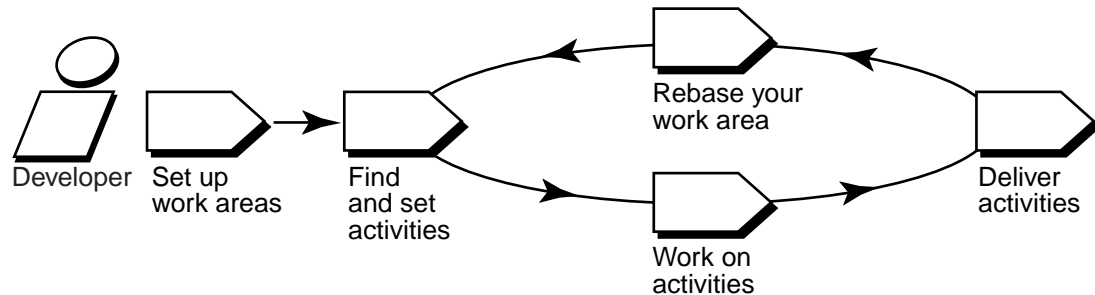 Developer
Set up
work areas
Find
and set
activities
Rebase your
work area
Work on
activities
Deliver
activities